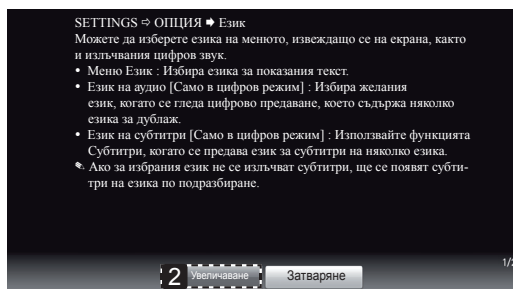 SETTINGS ⇨ ОПЦИЯ ➡ Език
Можете да изберете езика на менюто, извеждащо се на екрана, както
и излъчвания цифров звук.
• Меню Език : Избира езика за показания текст.
• Език на аудио [Само в цифров режим] : Избира желания
език, когато се гледа цифрово предаване, което съдържа няколко
езика за дублаж.
• Език на субтитри [Само в цифров режим] : Използвайте функцията
Субтитри, когато се предава език за субтитри на няколко езика.
✎ Ако за избрания език не се излъчват субтитри, ще се появят субти-
три на езика по подразбиране.
1/2
2 Увеличаване Затваряне